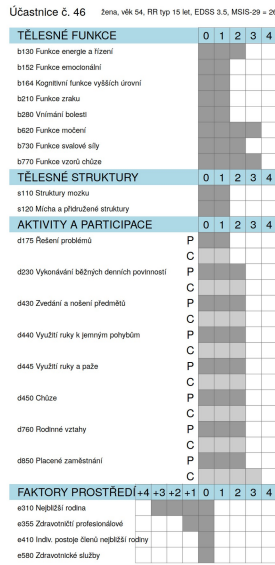 Účastnice č. 46 žena, věk 54, RR typ 15 let, EDSS 3.5, MSIS-29 = 26
TĚLESNÉ FUNKCE 0 1 2 3 4
b130 Funkce energie a řízení
b152 Funkce emocionální
b164 Kognitivní funkce vyšších úrovní
b210 Funkce zraku
b280 Vnímání bolesti
b620 Funkce močení
b730 Funkce svalové síly
b770 Funkce vzorů chůze
TĚLESNÉ STRUKTURY 0 1 2 3 4
s110 Struktury mozku
s120 Mícha a přidružené struktury
AKTIVITY A PARTICIPACE 0 1 2 3 4
d175 Řešení problémů P
C
d230 Vykonávání běžných denních povinností P
C
d430 Zvedání a nošení předmětů P
C
d440 Využití ruky k jemným pohybům P
C
d445 Využití ruky a paže P
C
d450 Chůze P
C
d760 Rodinné vztahy P
C
d850 Placené zaměstnání P
C
FAKTORY PROSTŘEDÍ +4 +3 +2 +1 0 1 2 3 4
e310 Nejbližší rodina
e355 Zdravotničtí profesionálové
e410 Indiv. postoje členů nejbližší rodiny
e580 Zdravotnické služby